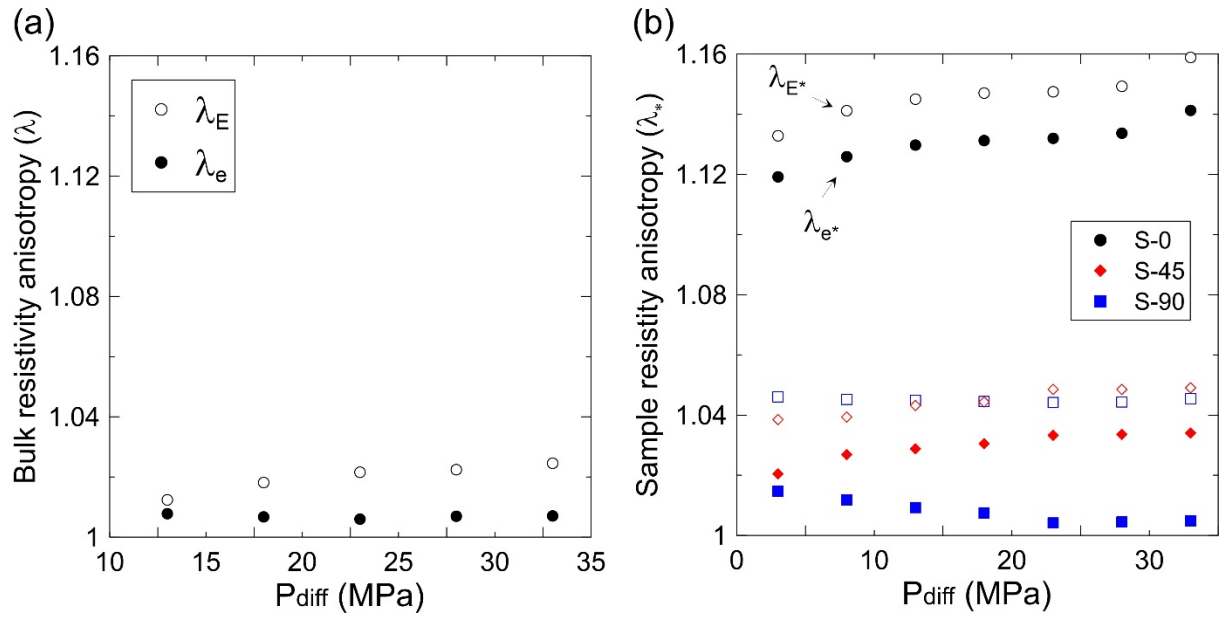 (a)
Bulk resistivity anisotropy (λ)
1.16
1.12
1.08
1.04
1
λE
λe
10 15 20 25 30 35
Pdiff (MPa)
(b)
Sample resistity anisotropy (λ*)
1.16
1.12
1.08
1.04
1
λE*
λe*
S-0
S-45
S-90
0 10 20 30
Pdiff (MPa)